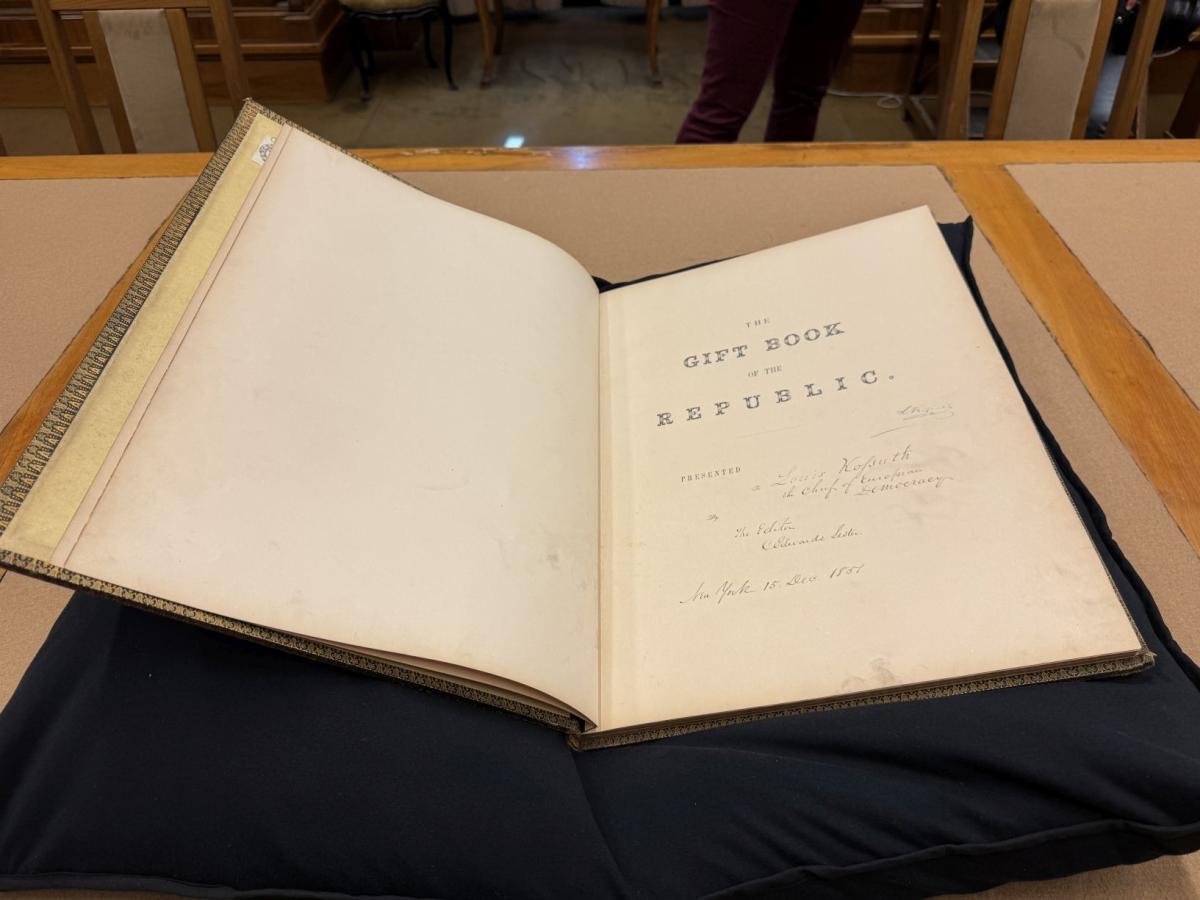 THE
GIFT BOOK
OF THE
REPUBLIC.
PRESENTED
to Louis Kossuth
the Chief of European
Democracy
By
The Editor
C. Edwards Lester.
New York 15. Dec 1851